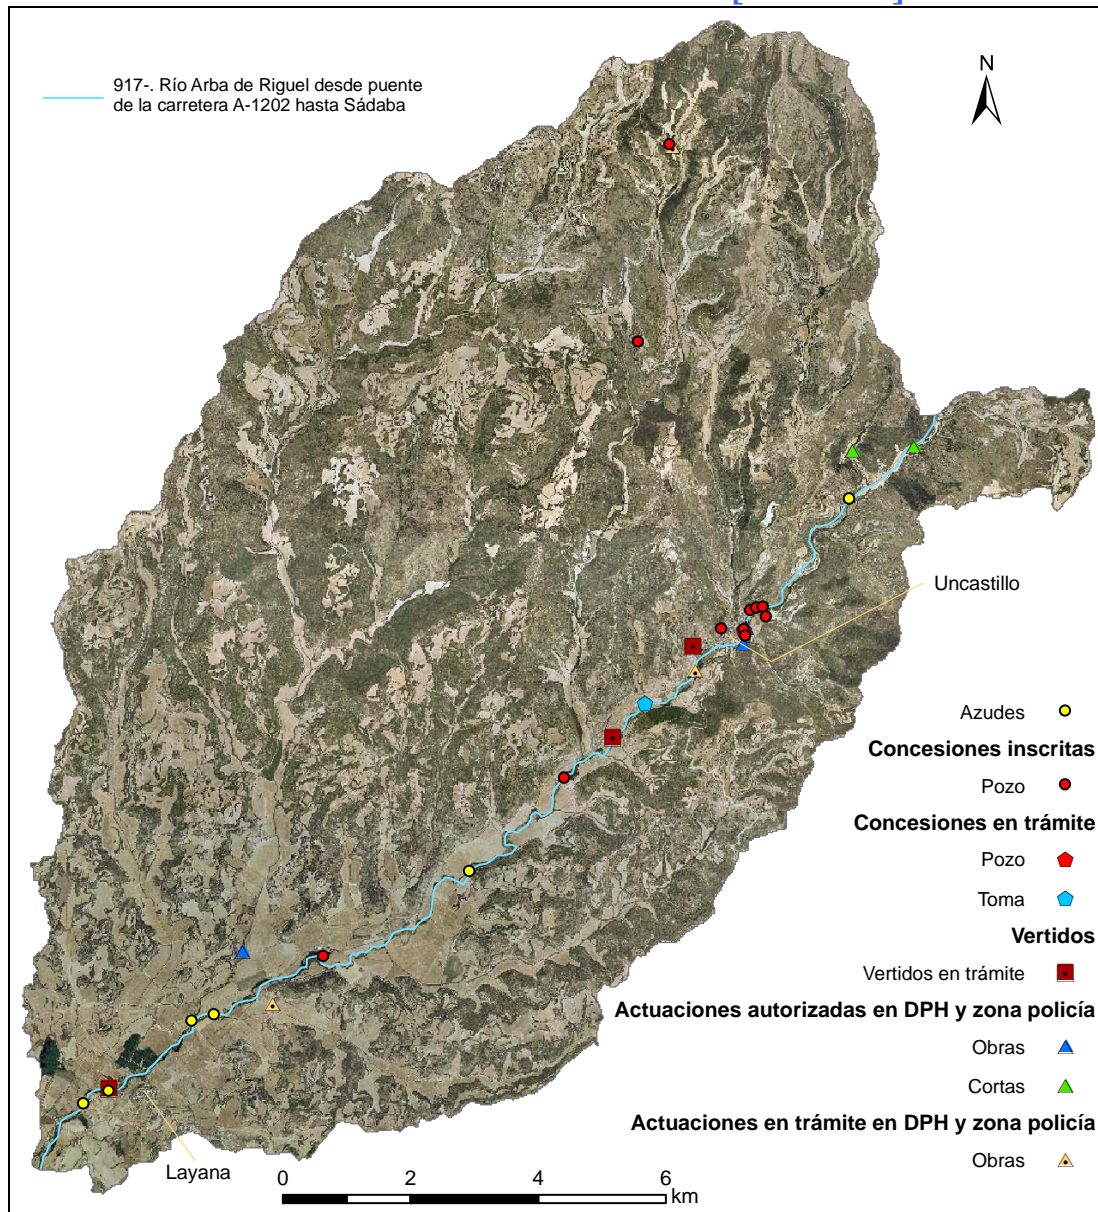 917-. Río Arba de Riguel desde puente
de la carretera A-1202 hasta Sádaba
N
Uncastillo
Azudes
Concesiones inscritas
Pozo
Concesiones en trámite
Pozo
Toma
Vertidos
Vertidos en trámite
Actuaciones autorizadas en DPH y zona policía
Obras
Cortas
Actuaciones en trámite en DPH y zona policía
Obras
Layana
0 2 4 6
km